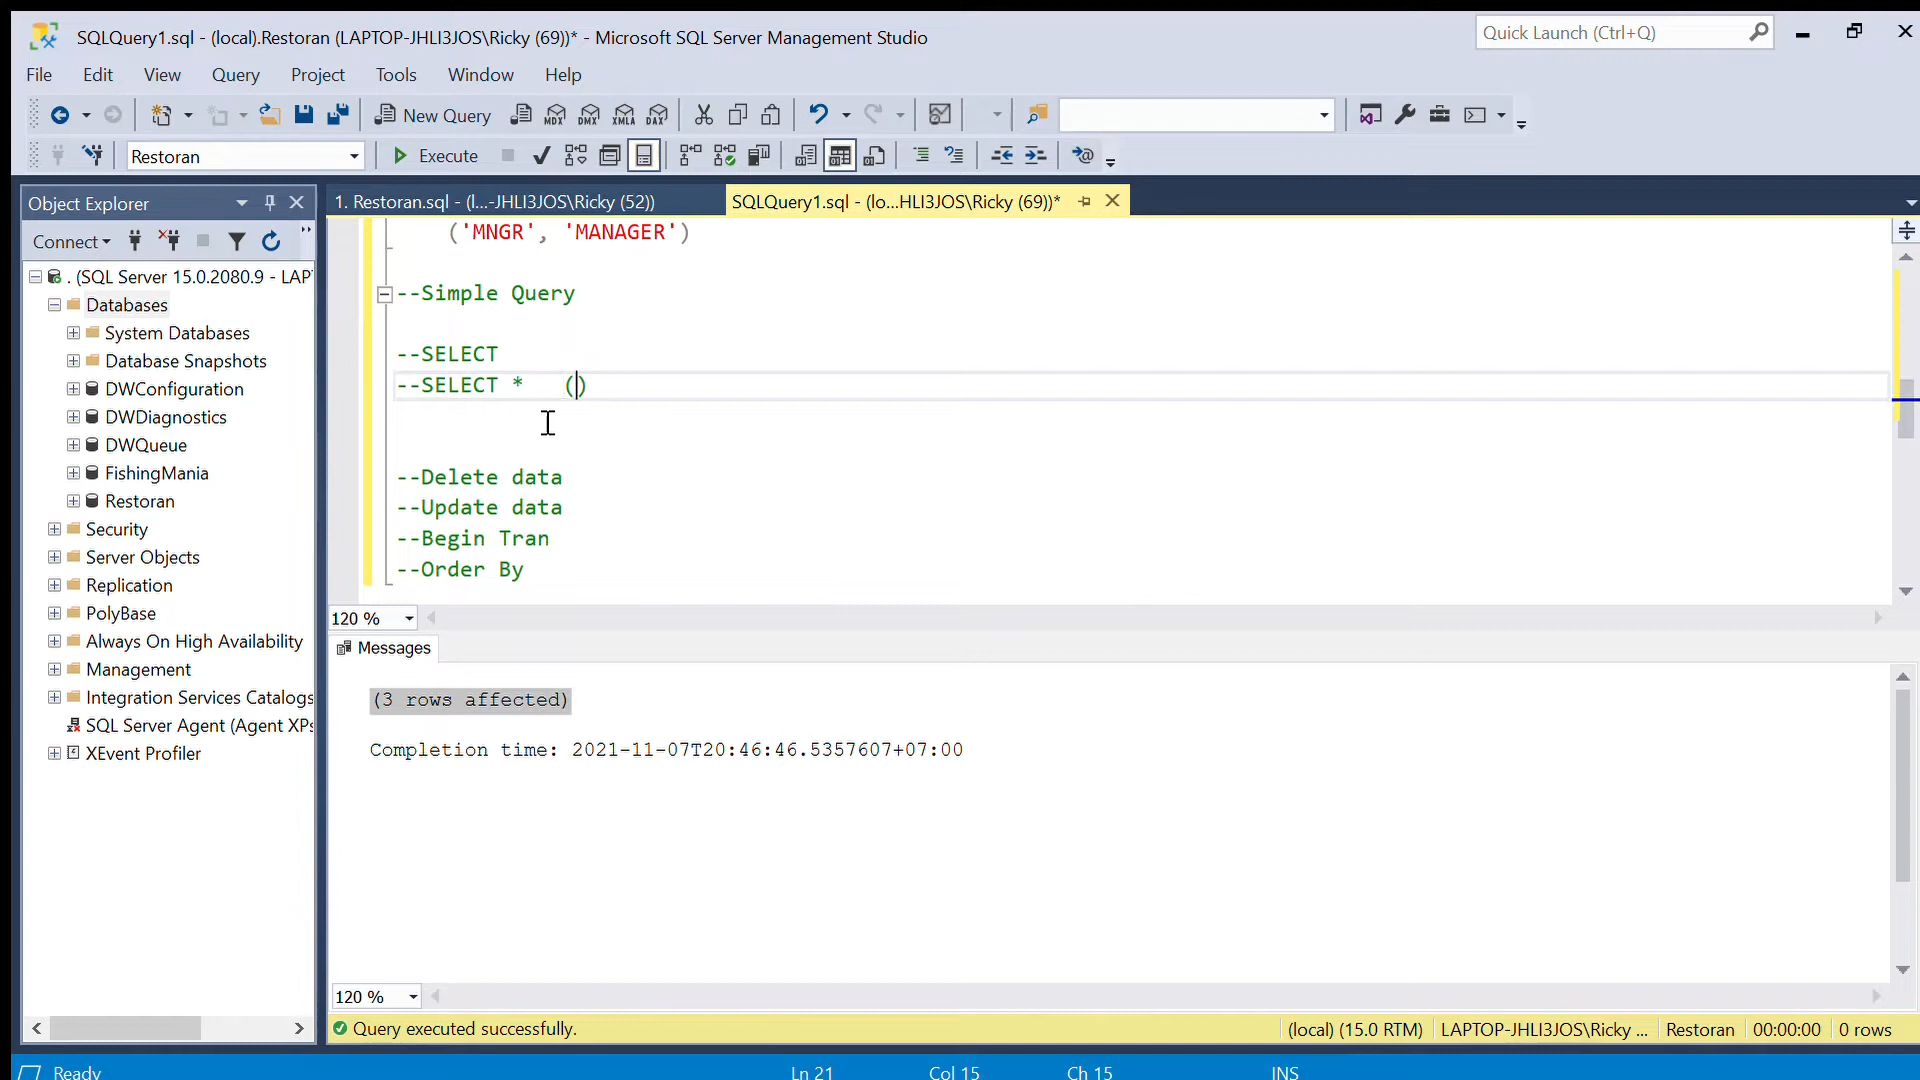 SQLQuery1.sql - (local).Restoran (LAPTOP-JHLI3JOS\Ricky (69))* - Microsoft SQL Server Management Studio
Quick Launch (Ctrl+Q)
File Edit View Query Project Tools Window Help
New Query MDX DMX XMLA DAX
Restoran Execute
Object Explorer
1. Restoran.sql - (l...-JHLI3JOS\Ricky (52))
SQLQuery1.sql - (lo...HLI3JOS\Ricky (69))*
Connect
. (SQL Server 15.0.2080.9 - LAP
Databases
System Databases
Database Snapshots
DWConfiguration
DWDiagnostics
DWQueue
FishingMania
Restoran
Security
Server Objects
Replication
PolyBase
Always On High Availability
Management
Integration Services Catalogs
SQL Server Agent (Agent XPs
XEvent Profiler
('MNGR', 'MANAGER')
--Simple Query
--SELECT
--SELECT *   ()
--Delete data
--Update data
--Begin Tran
--Order By
120 %
Messages
(3 rows affected)
Completion time: 2021-11-07T20:46:46.5357607+07:00
120 %
Query executed successfully.
(local) (15.0 RTM) LAPTOP-JHLI3JOS\Ricky ... Restoran 00:00:00 0 rows
Ready Ln 21 Col 15 Ch 15 INS